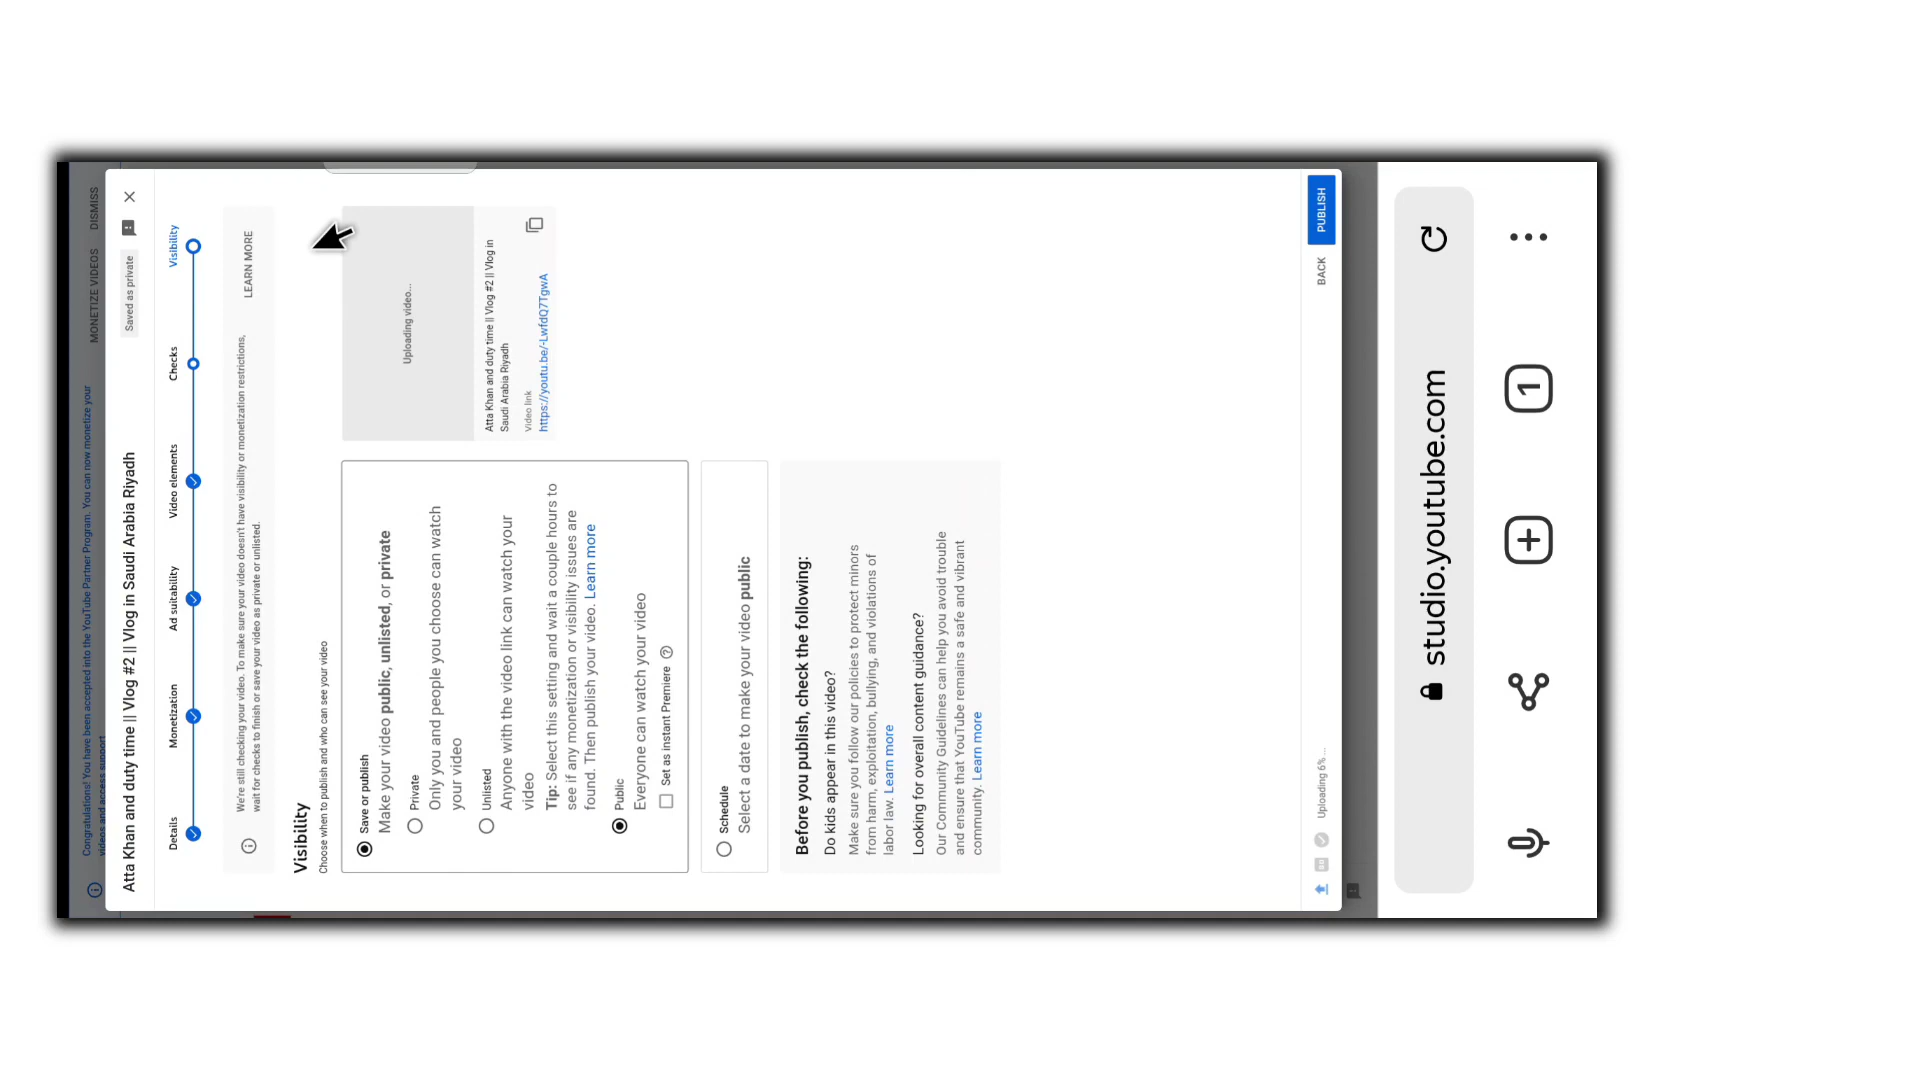 Congratulations! You have been accepted into the YouTube Partner Program. You can now monetize your
videos and access support
MONETIZE VIDEOS
DISMISS
Atta Khan and duty time || Vlog #2 || Vlog in Saudi Arabia Riyadh
Saved as private
Details
Monetization
Ad suitability
Video elements
Checks
Visibility
We're still checking your video. To make sure your video doesn't have visibility or monetization restrictions,
wait for checks to finish or save your video as private or unlisted.
LEARN MORE
Visibility
Choose when to publish and who can see your video
Save or publish
Make your video public, unlisted, or private
Private
Only you and people you choose can watch
your video
Unlisted
Anyone with the video link can watch your
video
Tip: Select this setting and wait a couple hours to
see if any monetization or visibility issues are
found. Then publish your video. Learn more
Public
Everyone can watch your video
Set as instant Premiere
Schedule
Select a date to make your video public
Before you publish, check the following:
Do kids appear in this video?
Make sure you follow our policies to protect minors
from harm, exploitation, bullying, and violations of
labor law. Learn more
Looking for overall content guidance?
Our Community Guidelines can help you avoid trouble
and ensure that YouTube remains a safe and vibrant
community. Learn more
Uploading video...
Atta Khan and duty time || Vlog #2 || Vlog in
Saudi Arabia Riyadh
Video link
https://youtu.be/-LwfdQ7TgwA
Uploading 6% ...
BACK
PUBLISH
studio.youtube.com
1